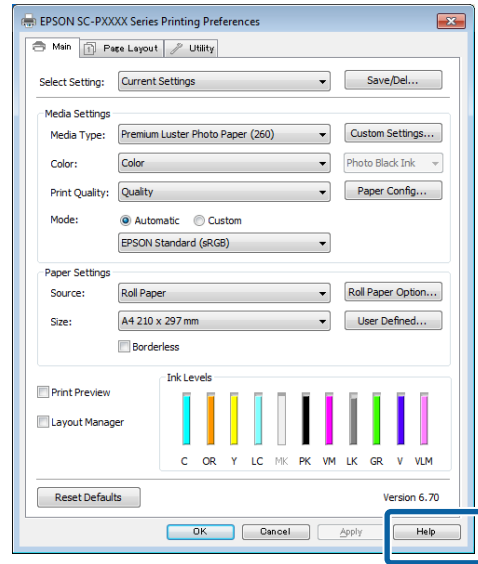 EPSON SC-PXXXX Series Printing Preferences
Main Page Layout Utility
Select Setting: Current Settings Save/Del...
Media Settings
Media Type: Premium Luster Photo Paper (260) Custom Settings...
Color: Color Photo Black Ink
Print Quality: Quality Paper Config...
Mode: Automatic Custom
EPSON Standard (sRGB)
Paper Settings
Source: Roll Paper Roll Paper Option...
Size: A4 210 x 297 mm User Defined...
Borderless
Ink Levels
Print Preview
Layout Manager
C OR Y LC MK PK VM LK GR V VLM
Reset Defaults Version 6.70
OK Cancel Apply Help